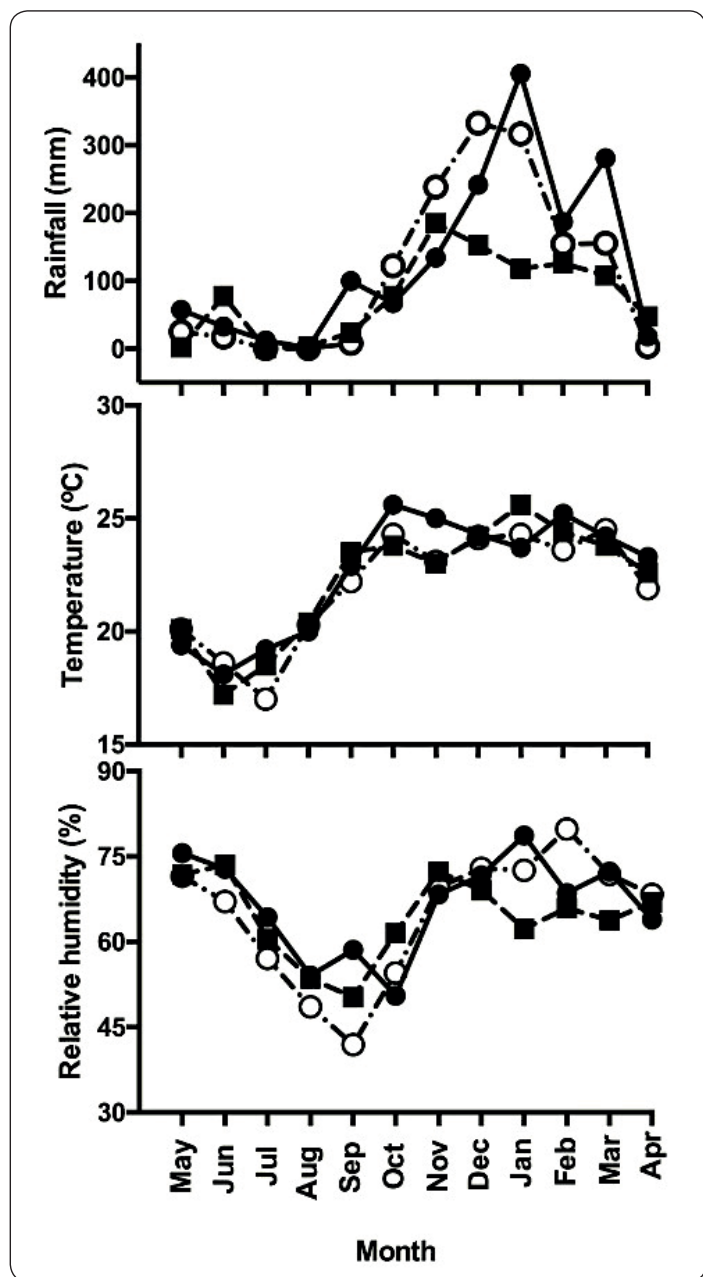 Rainfall (mm)
400
300
200
100
0
Temperature (ºC)
30
25
20
15
Relative humidity (%)
90
75
60
45
30
May Jun Jul Aug Sep Oct Nov Dec Jan Feb Mar Apr
Month